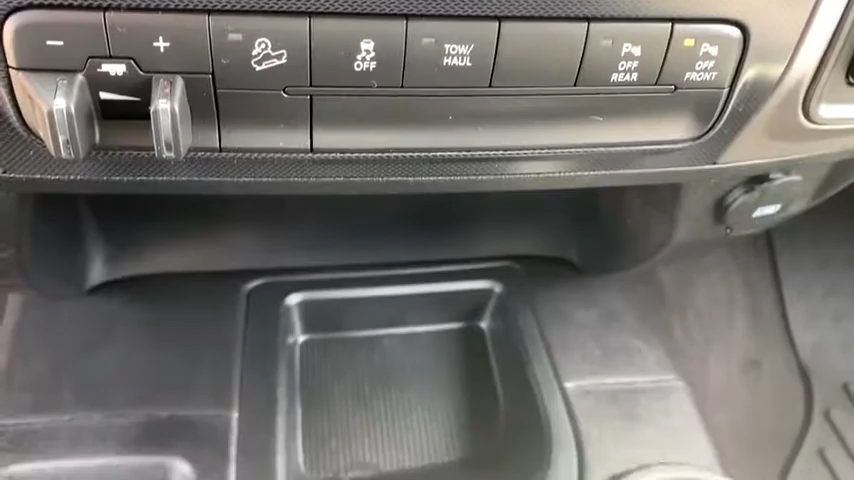 − +
OFF
TOW/
HAUL
P
OFF
REAR
P
OFF
FRONT